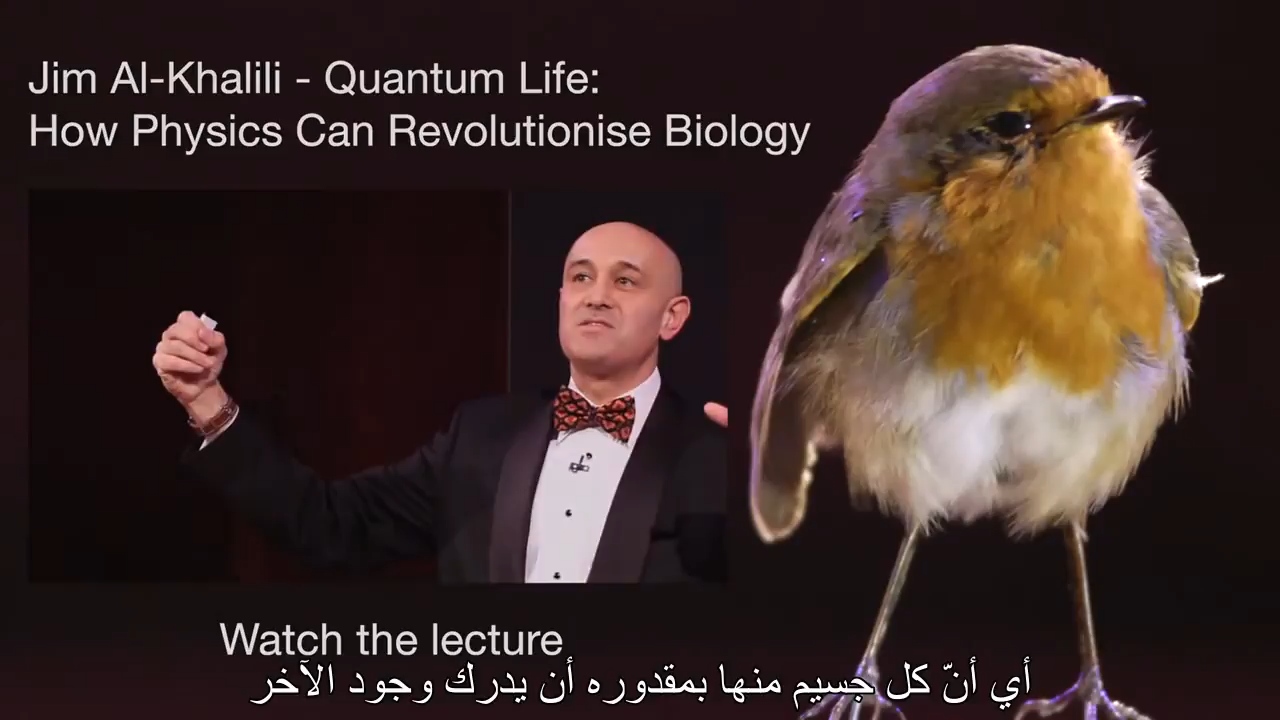 Jim Al-Khalili - Quantum Life:
How Physics Can Revolutionise Biology
Watch the lecture
أي أنّ كل جسيم منها بمقدوره أن يدرك وجود الآخر